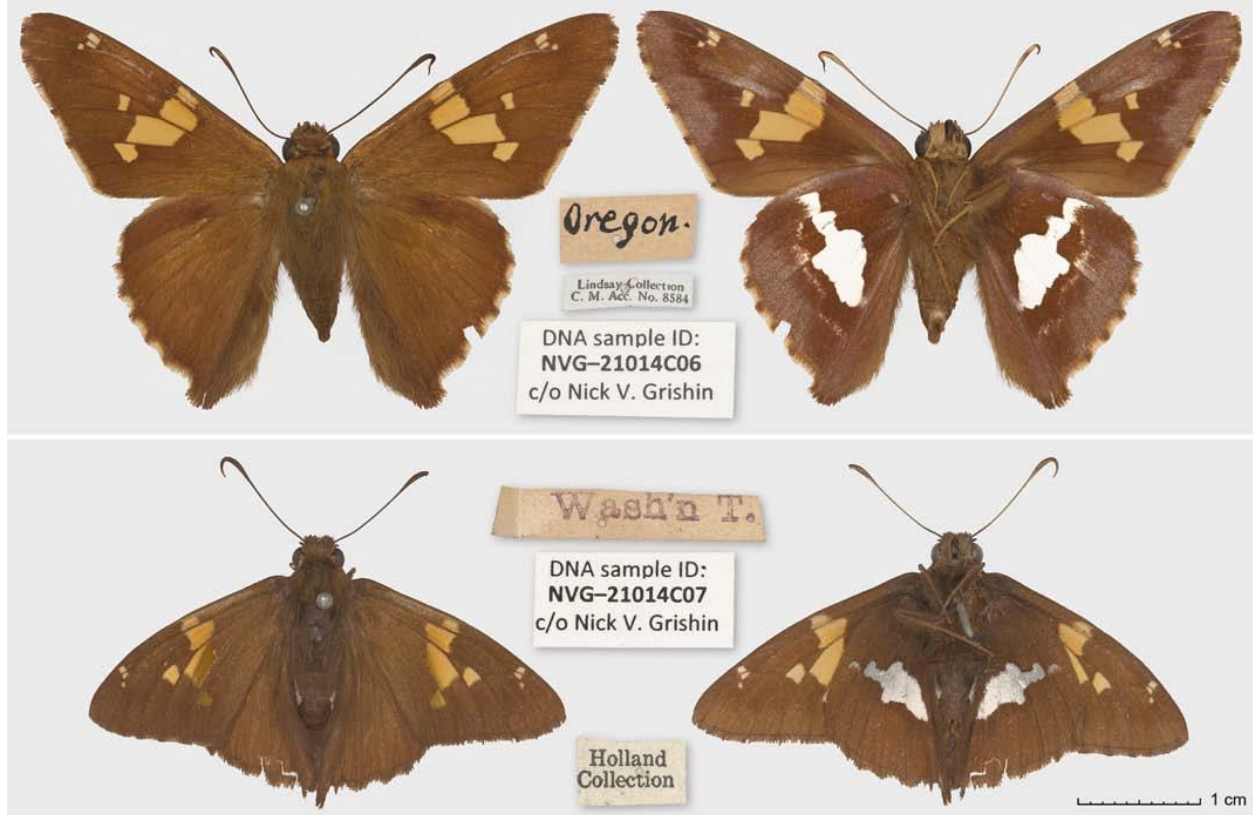 Oregon.
Lindsay Collection
C. M. Acc. No. 8584
DNA sample ID:
NVG–21014C06
c/o Nick V. Grishin
Wash'n T.
DNA sample ID:
NVG–21014C07
c/o Nick V. Grishin
Holland
Collection
1 cm